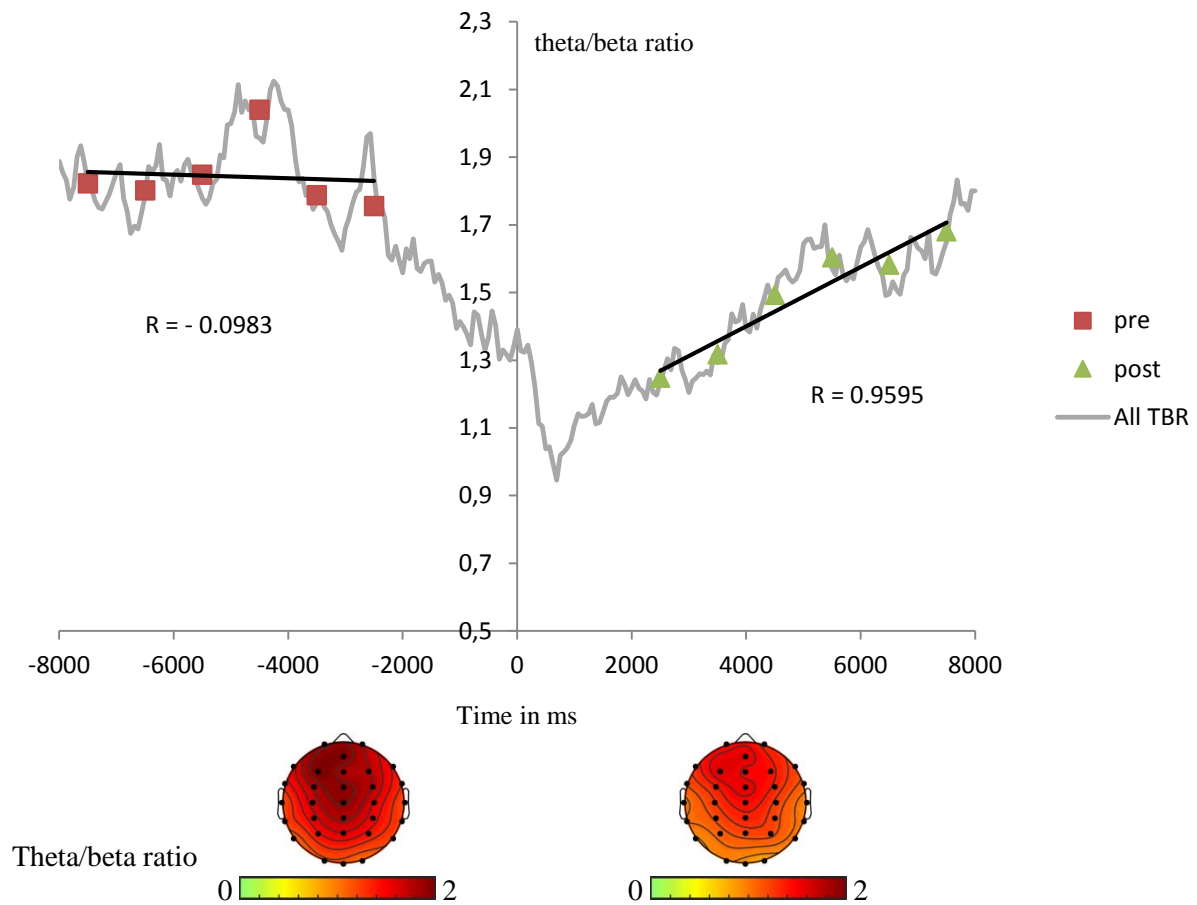 2,3
theta/beta ratio
2,1
1,9
1,7
1,5
1,3
1,1
0,9
0,7
0,5
R = - 0.0983
R = 0.9595
pre
post
All TBR
-8000 -6000 -4000 -2000 0 2000 4000 6000 8000
Time in ms
Theta/beta ratio
0 2 0 2